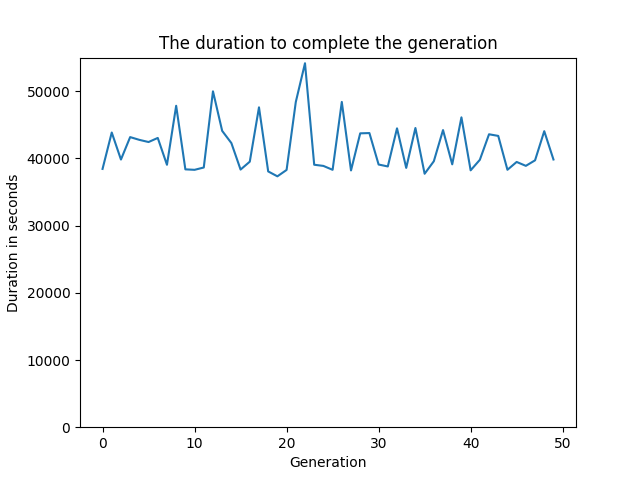 The duration to complete the generation
50000
40000
30000
20000
10000
0
Duration in seconds
0 10 20 30 40 50
Generation